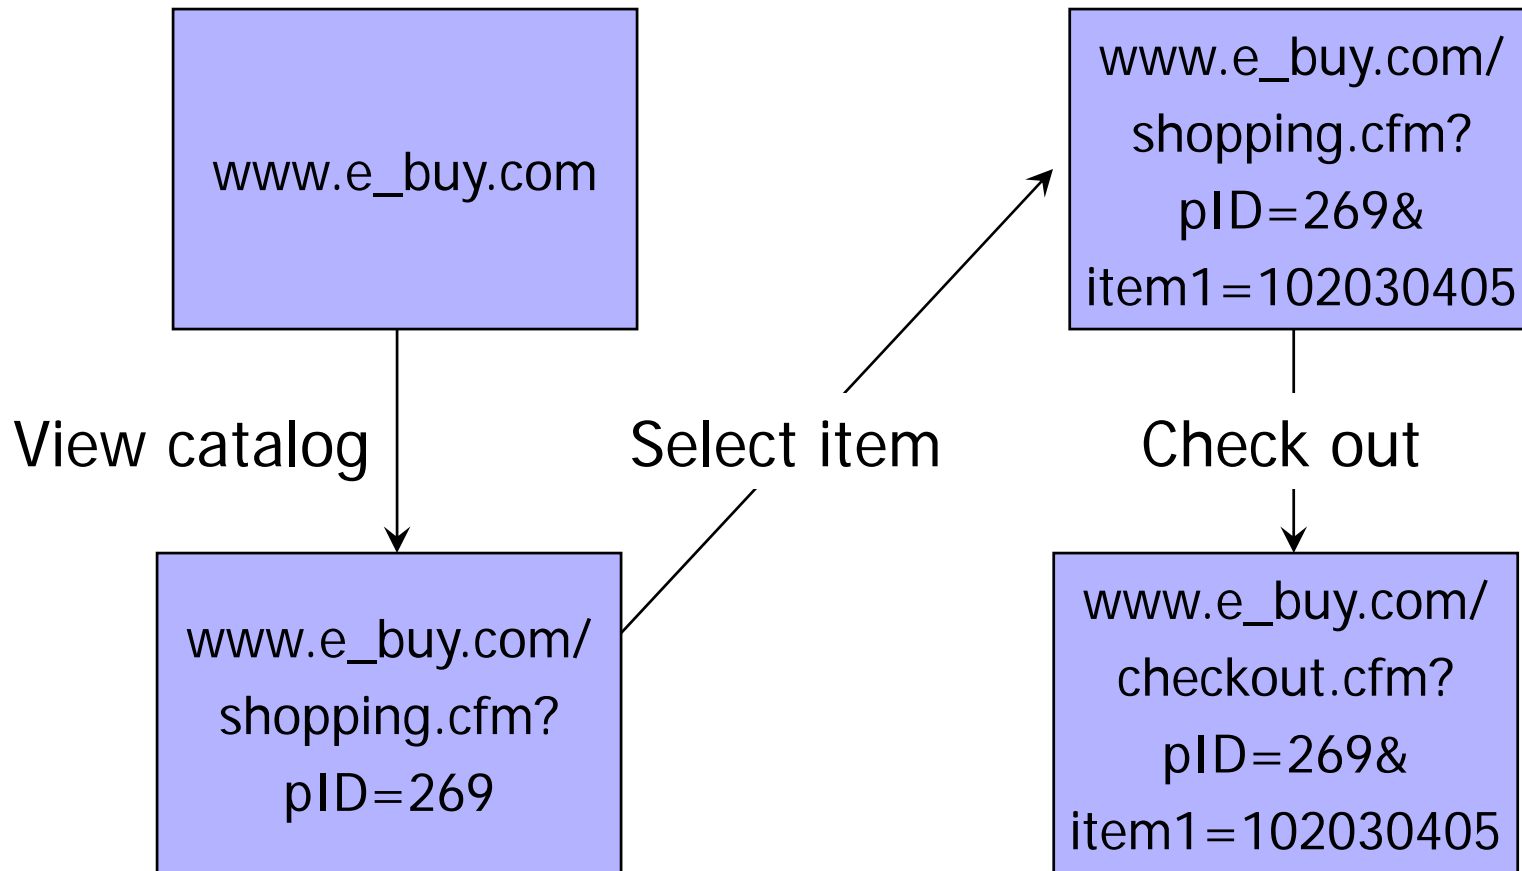 www.e_buy.com
View catalog
www.e_buy.com/
shopping.cfm?
pID=269
Select item
www.e_buy.com/
shopping.cfm?
pID=269&
item1=102030405
Check out
www.e_buy.com/
checkout.cfm?
pID=269&
item1=102030405